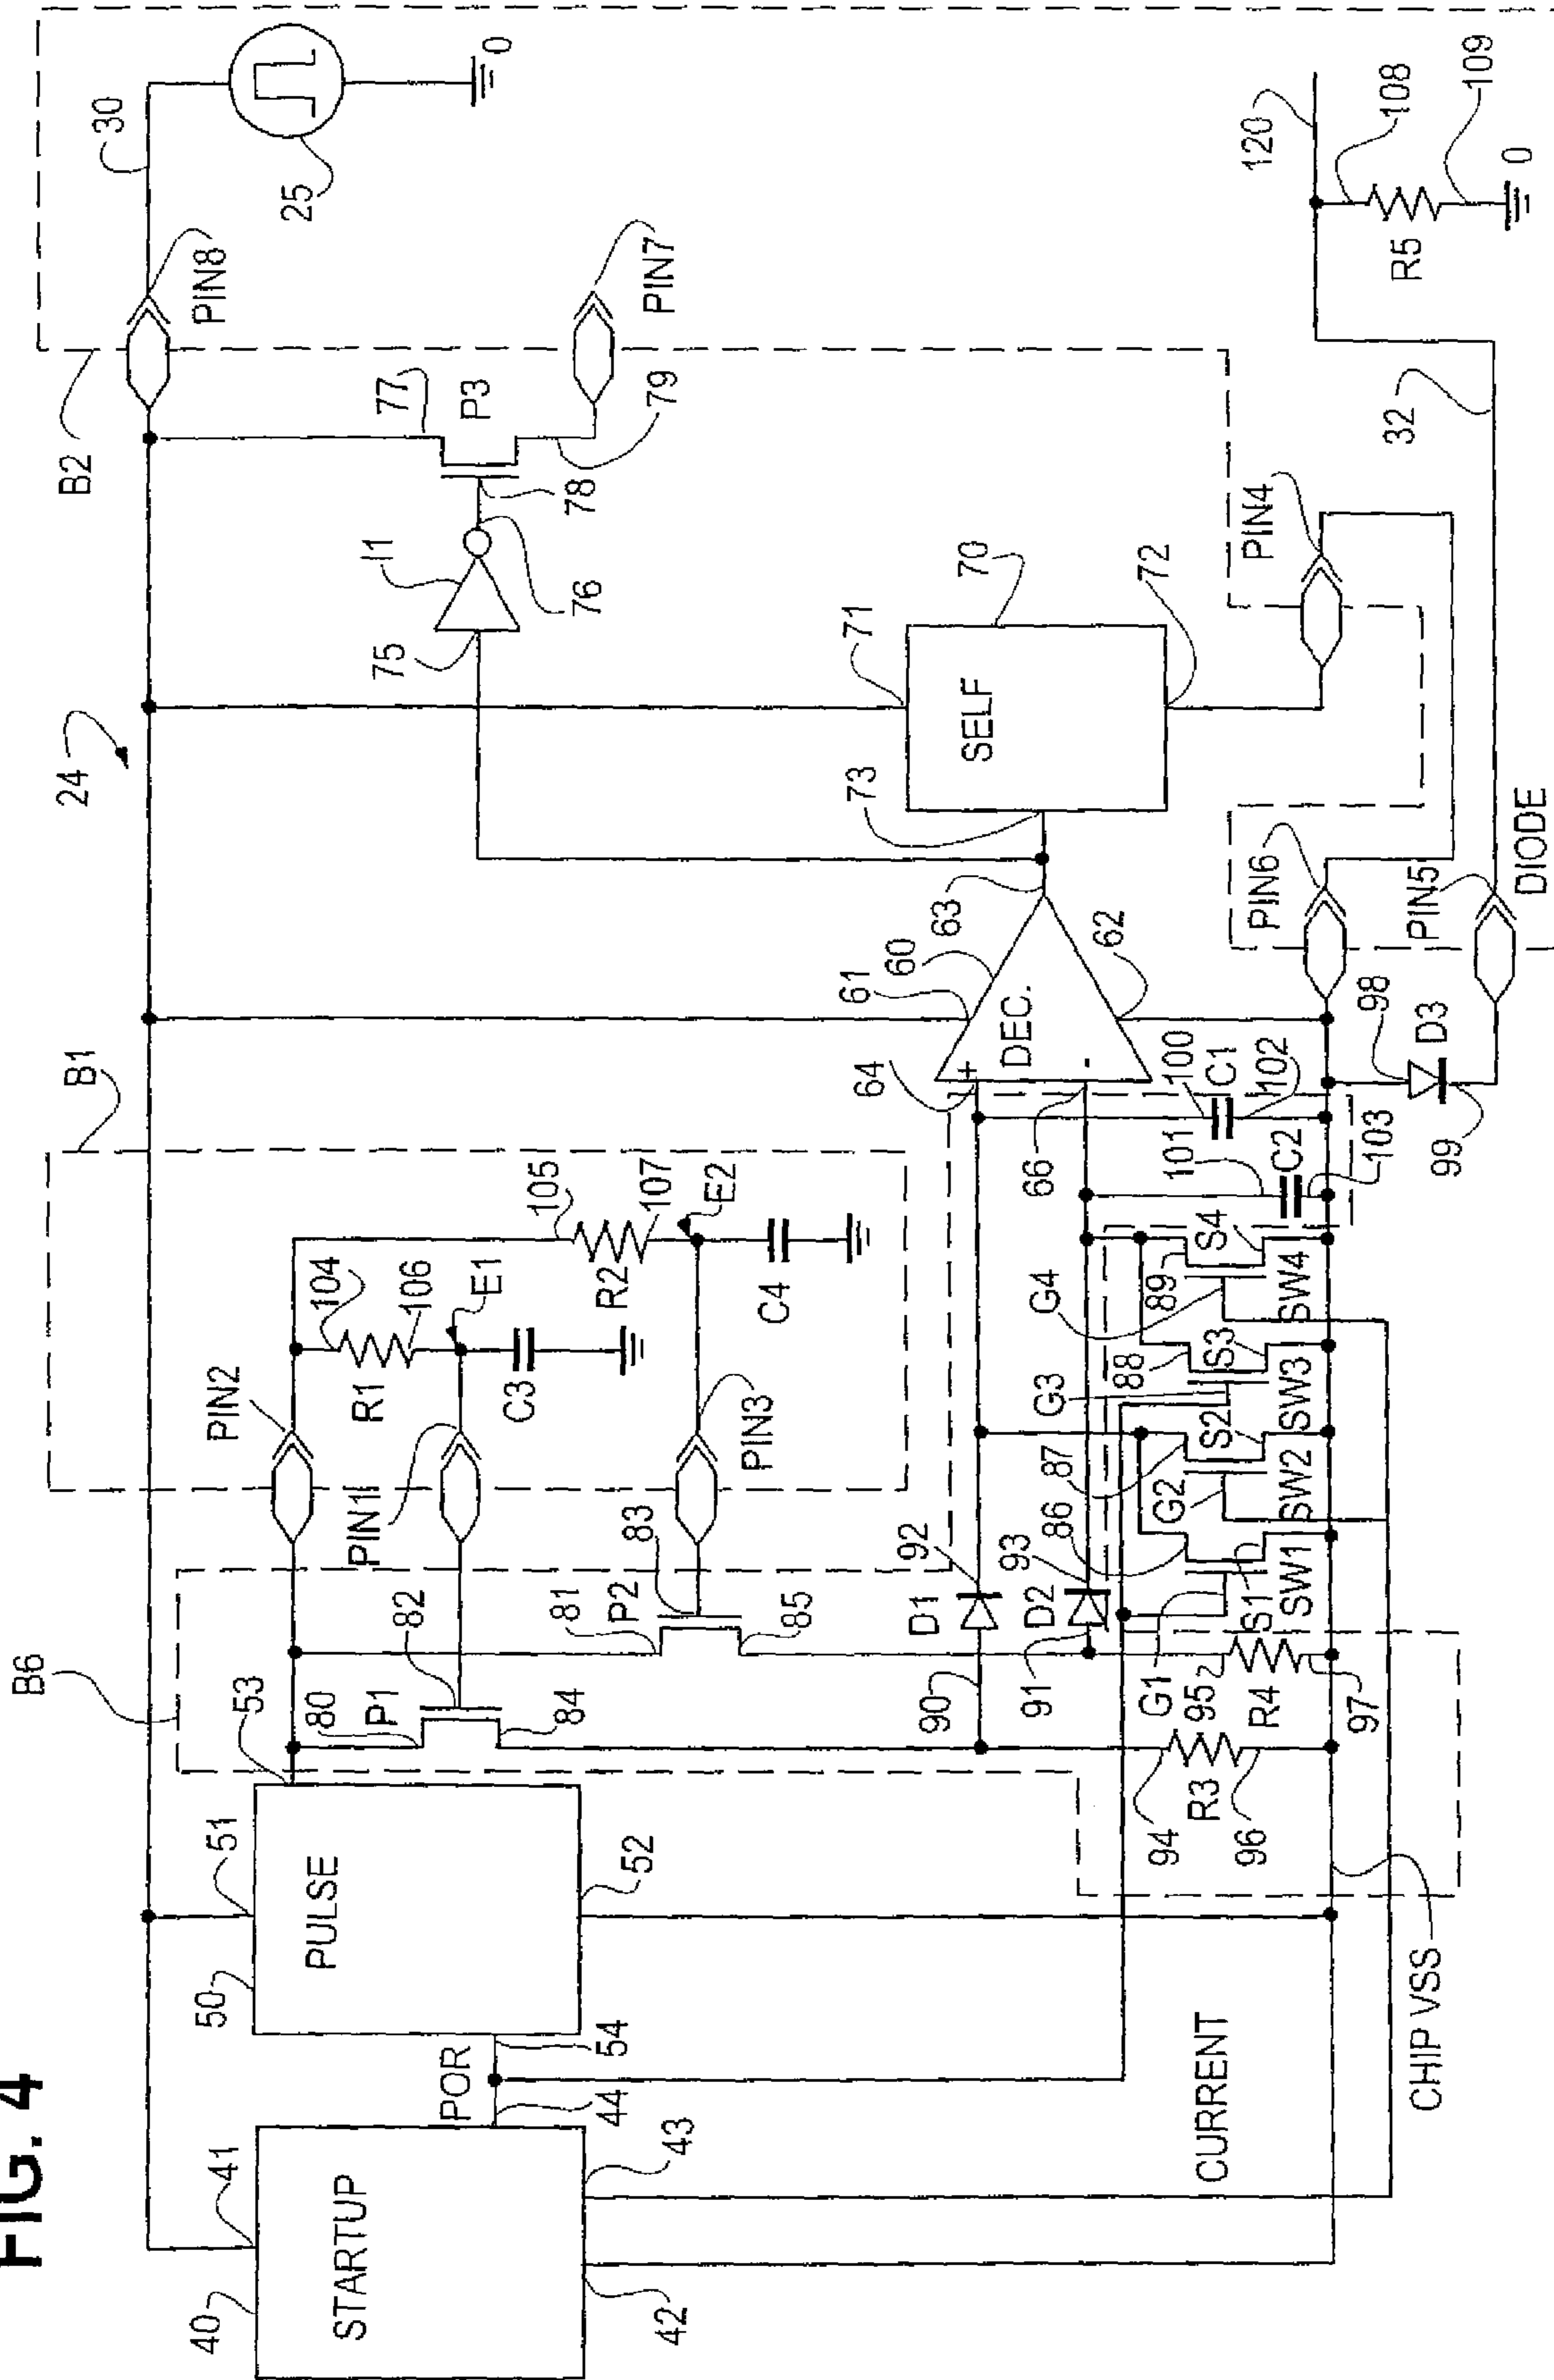 FIG. 4
24
B2
30
25
0
PIN8
B1
B6
PIN2
77
P3
PIN7
79
78
I1
76
75
40
41
STARTUP
42
43
44
POR
50
51
PULSE
52
53
54
80
P1
82
84
81
P2
83
85
PIN1
PIN3
104
R1
106
E1
C3
105
R2
107
E2
C4
71
SELF
70
73
72
PIN4
61
60
63
DEC.
62
64
+
66
-
90
D1
92
91
D2
93
94
R3
96
95
R4
97
86
87
88
89
G1
G2
G3
G4
S1
S2
S3
S4
SW1
SW2
SW3
SW4
100
101
C1
102
C2
103
98
D3
99
PIN6
PIN5
DIODE
32
120
108
R5
109
0
CURRENT
CHIP VSS